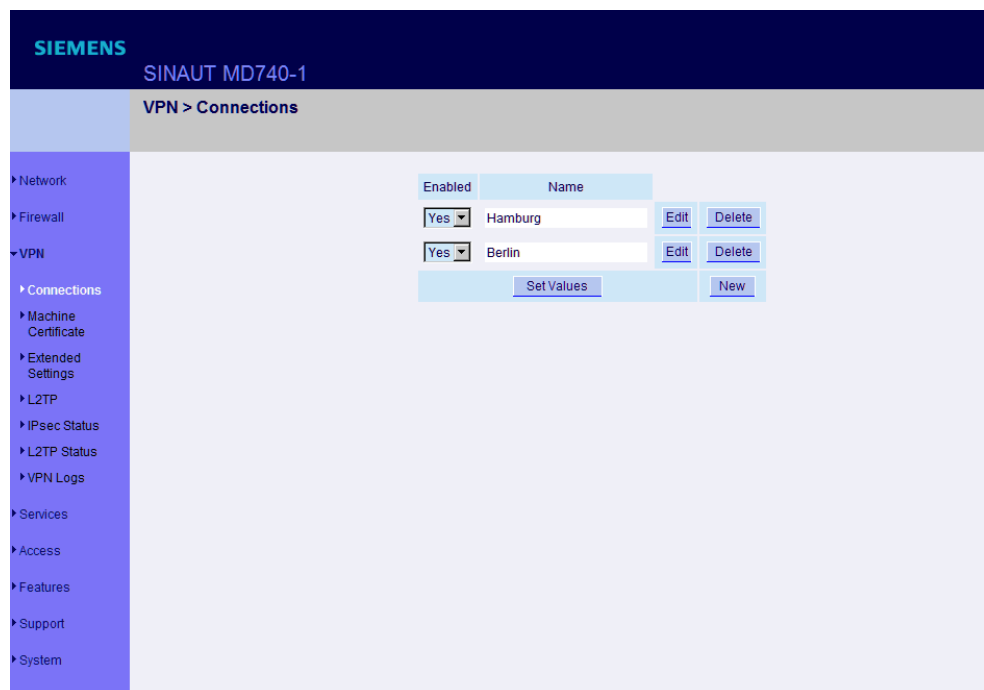 SIEMENS
SINAUT MD740-1
VPN > Connections
Network
Firewall
VPN
Connections
Machine
Certificate
Extended
Settings
L2TP
IPsec Status
L2TP Status
VPN Logs
Services
Access
Features
Support
System
Enabled Name
Yes Hamburg Edit Delete
Yes Berlin Edit Delete
Set Values New